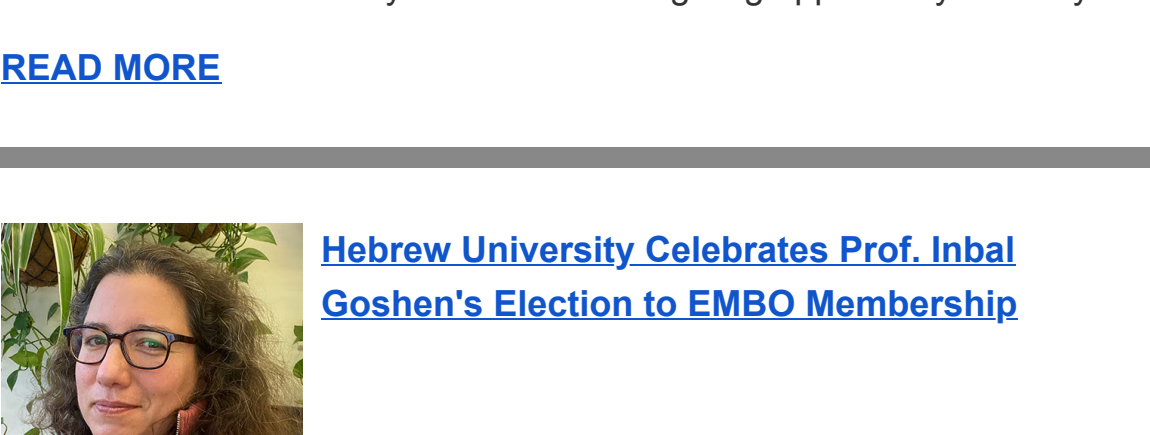 READ MORE
Hebrew University Celebrates Prof. Inbal
Goshen's Election to EMBO Membership